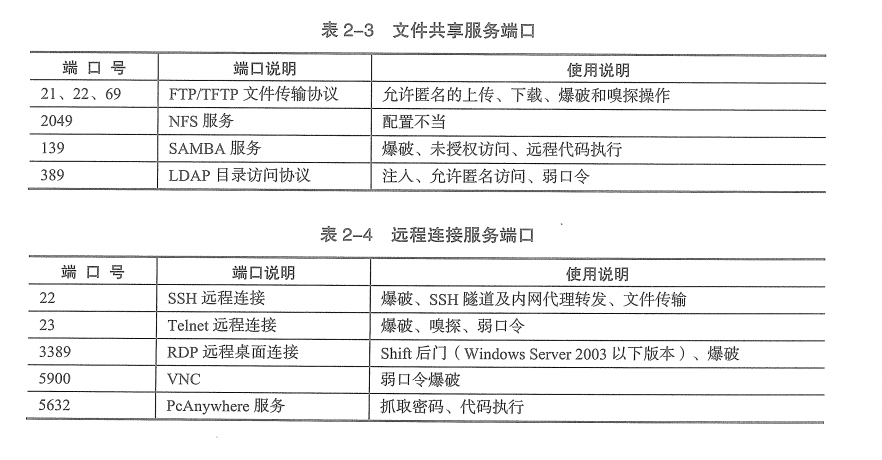 表 2-3 文件共享服务端口
端 口 号 端口说明 使用说明
21、22、69 FTP/TFTP 文件传输协议 允许匿名的上传、下载、爆破和嗅探操作
2049 NFS 服务 配置不当
139 SAMBA 服务 爆破、未授权访问、远程代码执行
389 LDAP 目录访问协议 注人、允许匿名访问、弱口令
表 2-4 远程连接服务端口
端 口 号 端口说明 使用说明
22 SSH 远程连接 爆破、SSH 隧道及内网代理转发、文件传输
23 Telnet 远程连接 爆破、嗅探、弱口令
3389 RDP 远程桌面连接 Shift 后门（Windows Server 2003 以下版本）、爆破
5900 VNC 弱口令爆破
5632 PcAnywhere 服务 抓取密码、代码执行